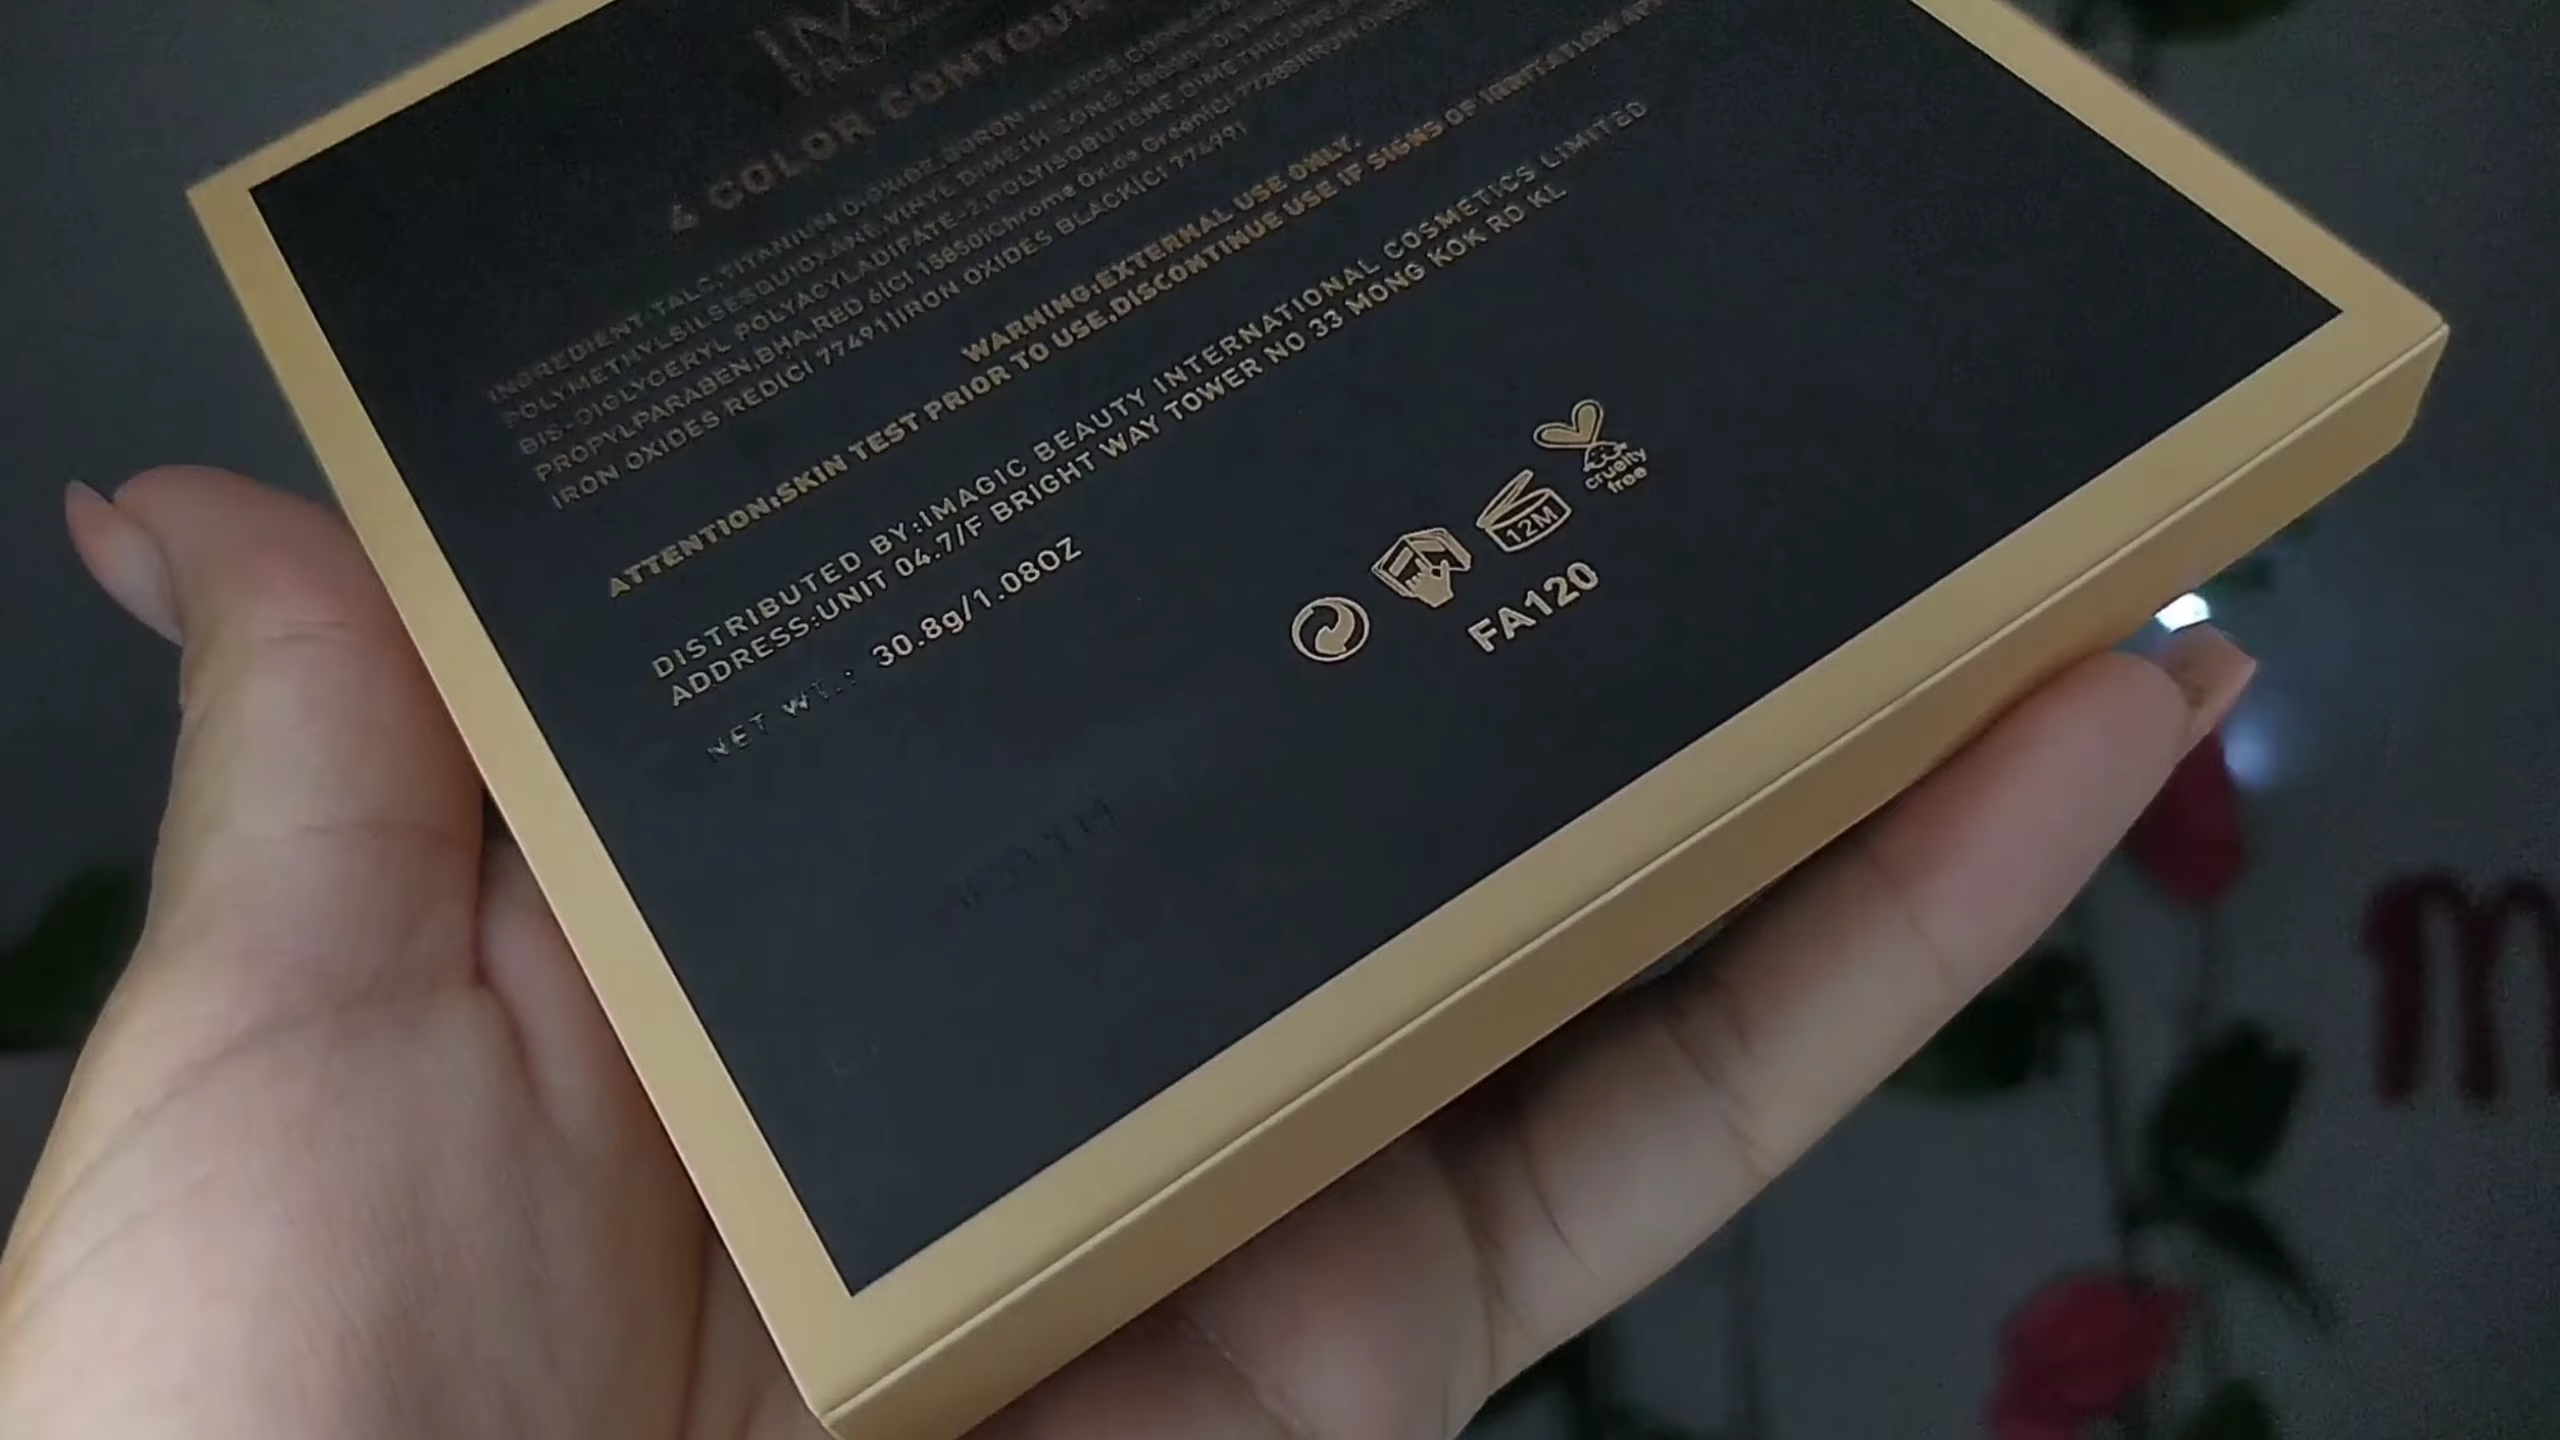 4 COLOR CONTOUR
INGREDIENT:TALC,TITANIUM DIOXIDE,BORON NITRIDE,
POLYMETHYLSILSESQUIOXANE,VINYL DIMETH CONE,
BIS-DIGLYCERYL POLYACYLADIPATE-2,POLYISOBUTENE,DIMETHICONE
PROPYLPARABEN,BHA,RED 6(CI 15850)Chrome Oxide Green(CI 77288)IRON
IRON OXIDES RED(CI 77491)IRON OXIDES BLACK(CI 77499)
WARNING:EXTERNAL USE ONLY.
ATTENTION:SKIN TEST PRIOR TO USE,DISCONTINUE USE IF SIGNS OF IRRITATION
DISTRIBUTED BY:IMAGIC BEAUTY INTERNATIONAL COSMETICS LIMITED
ADDRESS:UNIT 04.7/F BRIGHT WAY TOWER NO 33 MONG KOK RD KL
NET WT.: 30.8g/1.08OZ
12M
cruelty
free
FA120